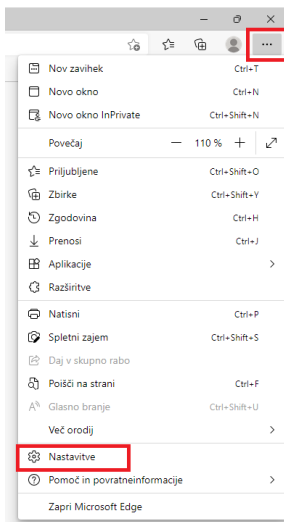 Nov zavihek Ctrl+T
Novo okno Ctrl+N
Novo okno InPrivate Ctrl+Shift+N
Povečaj — 110 % +
Priljubljene Ctrl+Shift+O
Zbirke Ctrl+Shift+Y
Zgodovina Ctrl+H
Prenosi Ctrl+J
Aplikacije
Razširitve
Natisni Ctrl+P
Spletni zajem Ctrl+Shift+S
Daj v skupno rabo
Poišči na strani Ctrl+F
Glasno branje Ctrl+Shift+U
Več orodij
Nastavitve
Pomoč in povratneinformacije
Zapri Microsoft Edge